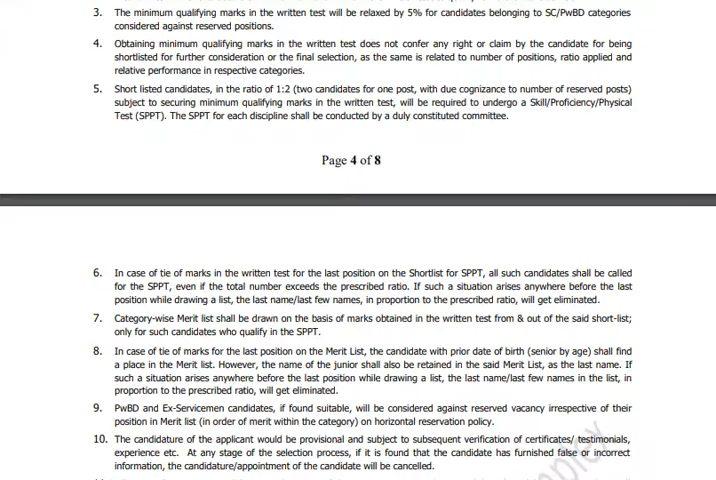 3. The minimum qualifying marks in the written test will be relaxed by 5% for candidates belonging to SC/PwBD categories
considered against reserved positions.
4. Obtaining minimum qualifying marks in the written test does not confer any right or claim by the candidate for being
shortlisted for further consideration or the final selection, as the same is related to number of positions, ratio applied and
relative performance in respective categories.
5. Short listed candidates, in the ratio of 1:2 (two candidates for one post, with due cognizance to number of reserved posts)
subject to securing minimum qualifying marks in the written test, will be required to undergo a Skill/Proficiency/Physical
Test (SPPT). The SPPT for each discipline shall be conducted by a duly constituted committee.
Page 4 of 8
6. In case of tie of marks in the written test for the last position on the Shortlist for SPPT, all such candidates shall be called
for the SPPT, even if the total number exceeds the prescribed ratio. If such a situation arises anywhere before the last
position while drawing a list, the last name/last few names, in proportion to the prescribed ratio, will get eliminated.
7. Category-wise Merit list shall be drawn on the basis of marks obtained in the written test from & out of the said short-list;
only for such candidates who qualify in the SPPT.
8. In case of tie of marks for the last position on the Merit List, the candidate with prior date of birth (senior by age) shall find
a place in the Merit list. However, the name of the junior shall also be retained in the said Merit List, as the last name. If
such a situation arises anywhere before the last position while drawing a list, the last name/last few names in the list, in
proportion to the prescribed ratio, will get eliminated.
9. PwBD and Ex-Servicemen candidates, if found suitable, will be considered against reserved vacancy irrespective of their
position in Merit list (in order of merit within the category) on horizontal reservation policy.
10. The candidature of the applicant would be provisional and subject to subsequent verification of certificates/ testimonials,
experience etc. At any stage of the selection process, if it is found that the candidate has furnished false or incorrect
information, the candidature/appointment of the candidate will be cancelled.